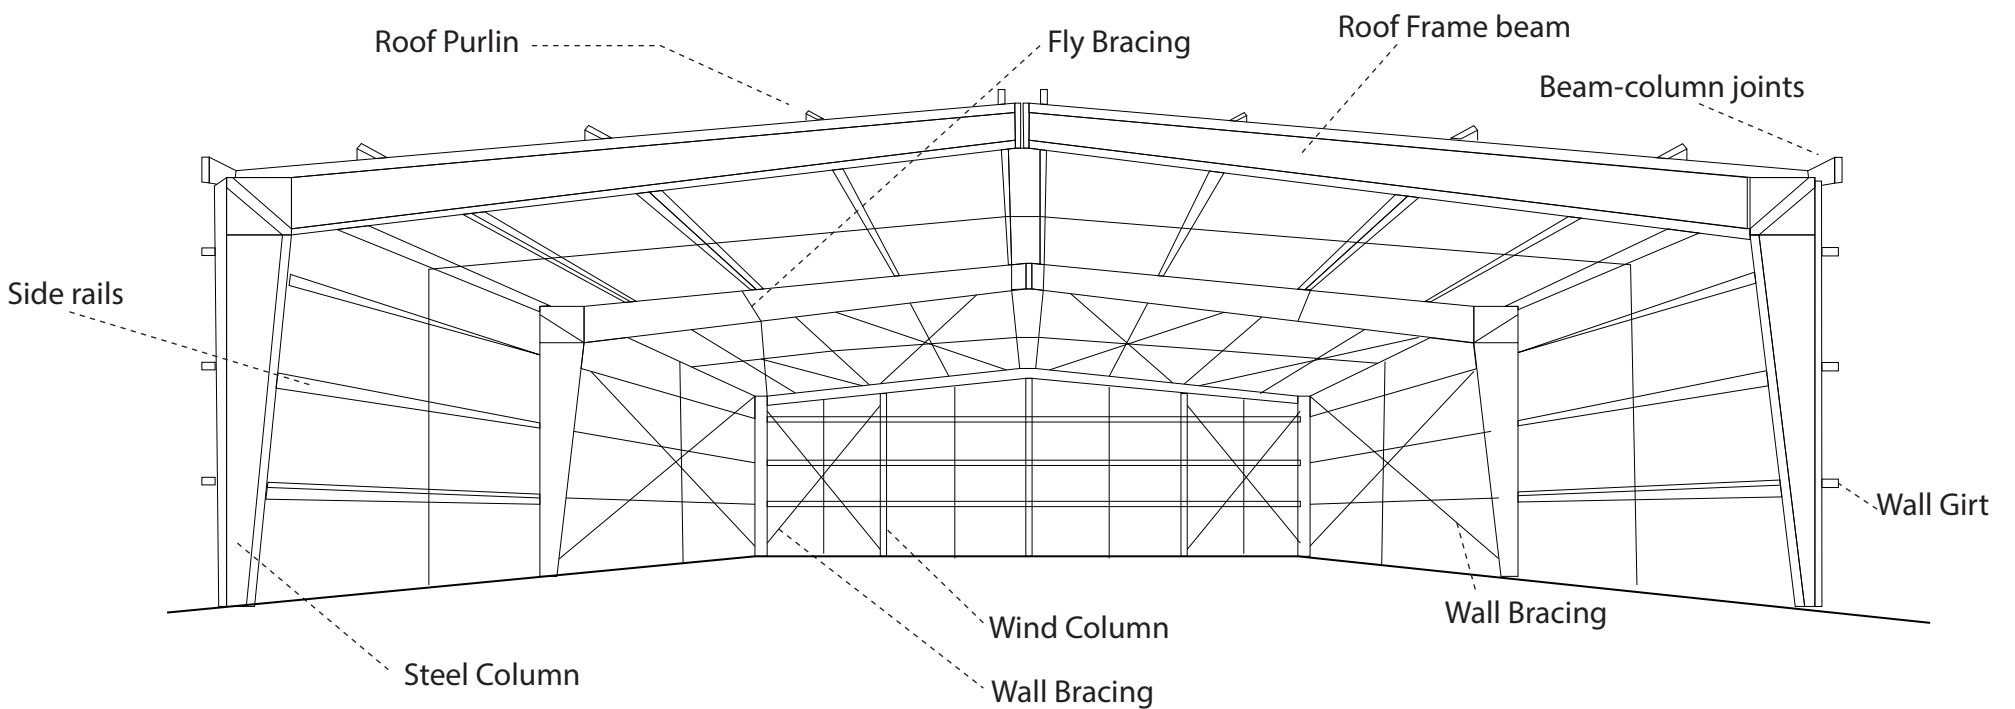 Roof Frame beam
Roof Purlin
Fly Bracing
Beam-column joints
Side rails
Wall Girt
Wall Bracing
Wind Column
Steel Column
Wall Bracing